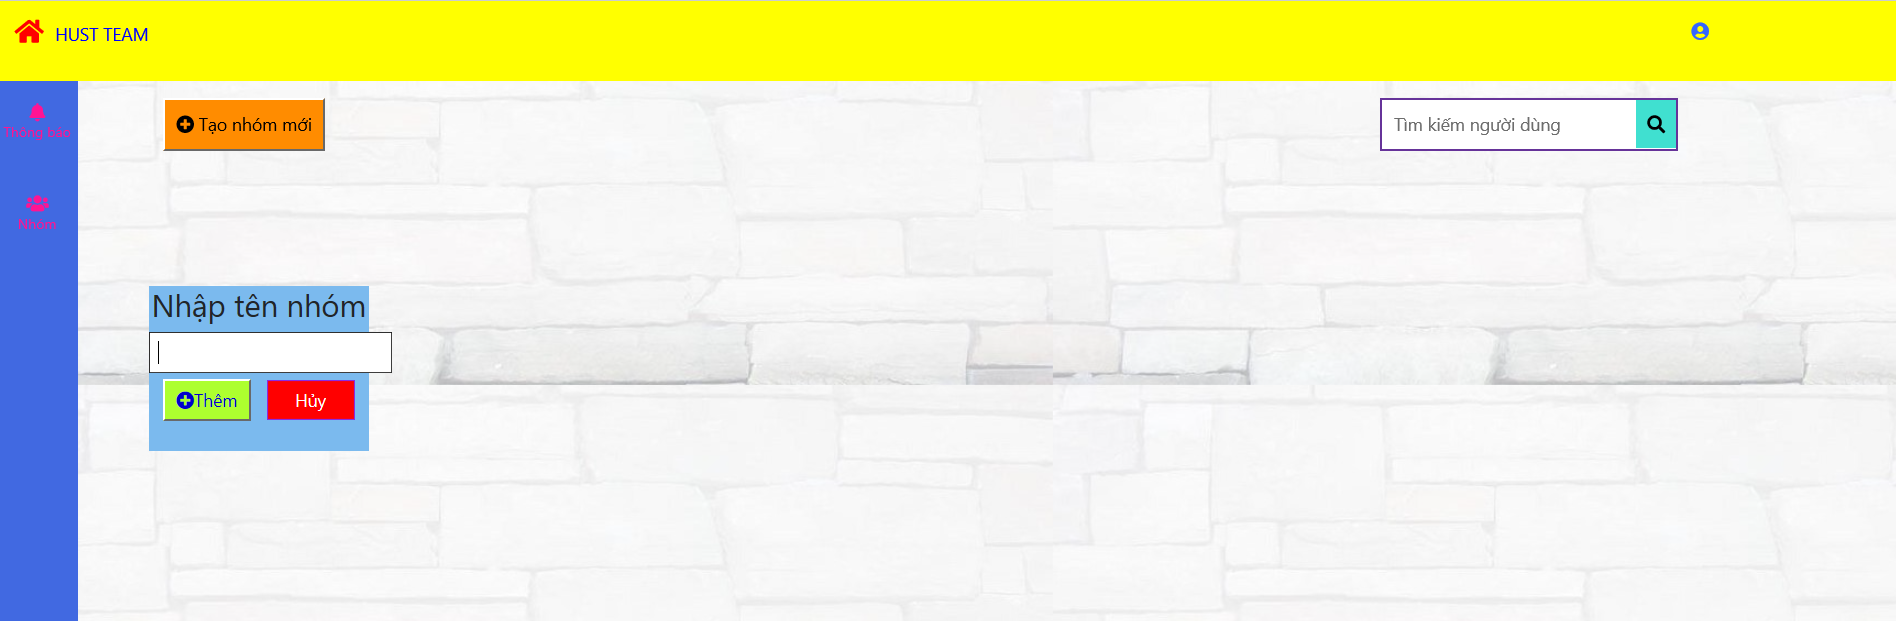 HUST TEAM
Thông báo
Tạo nhóm mới
Tìm kiếm người dùng
Nhóm
Nhập tên nhóm
Thêm
Hủy